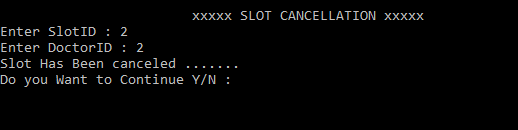 xxxxx SLOT CANCELLATION xxxxx
Enter SlotID : 2
Enter DoctorID : 2
Slot Has Been canceled .......
Do you Want to Continue Y/N :